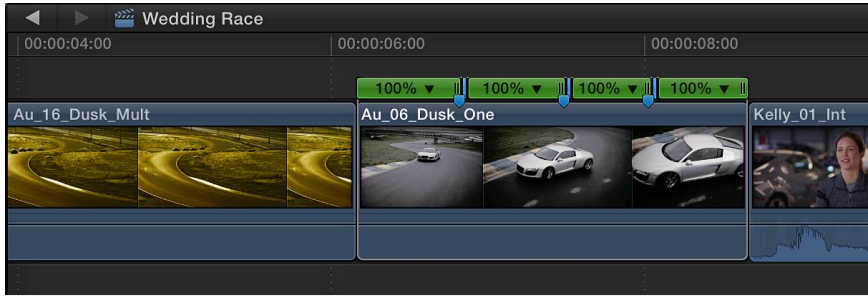 Wedding Race
00:00:04:00 00:00:06:00 00:00:08:00
100% ▼ 100% ▼ 100% ▼ 100% ▼
Au_16_Dusk_Mult Au_06_Dusk_One Kelly_01_Int